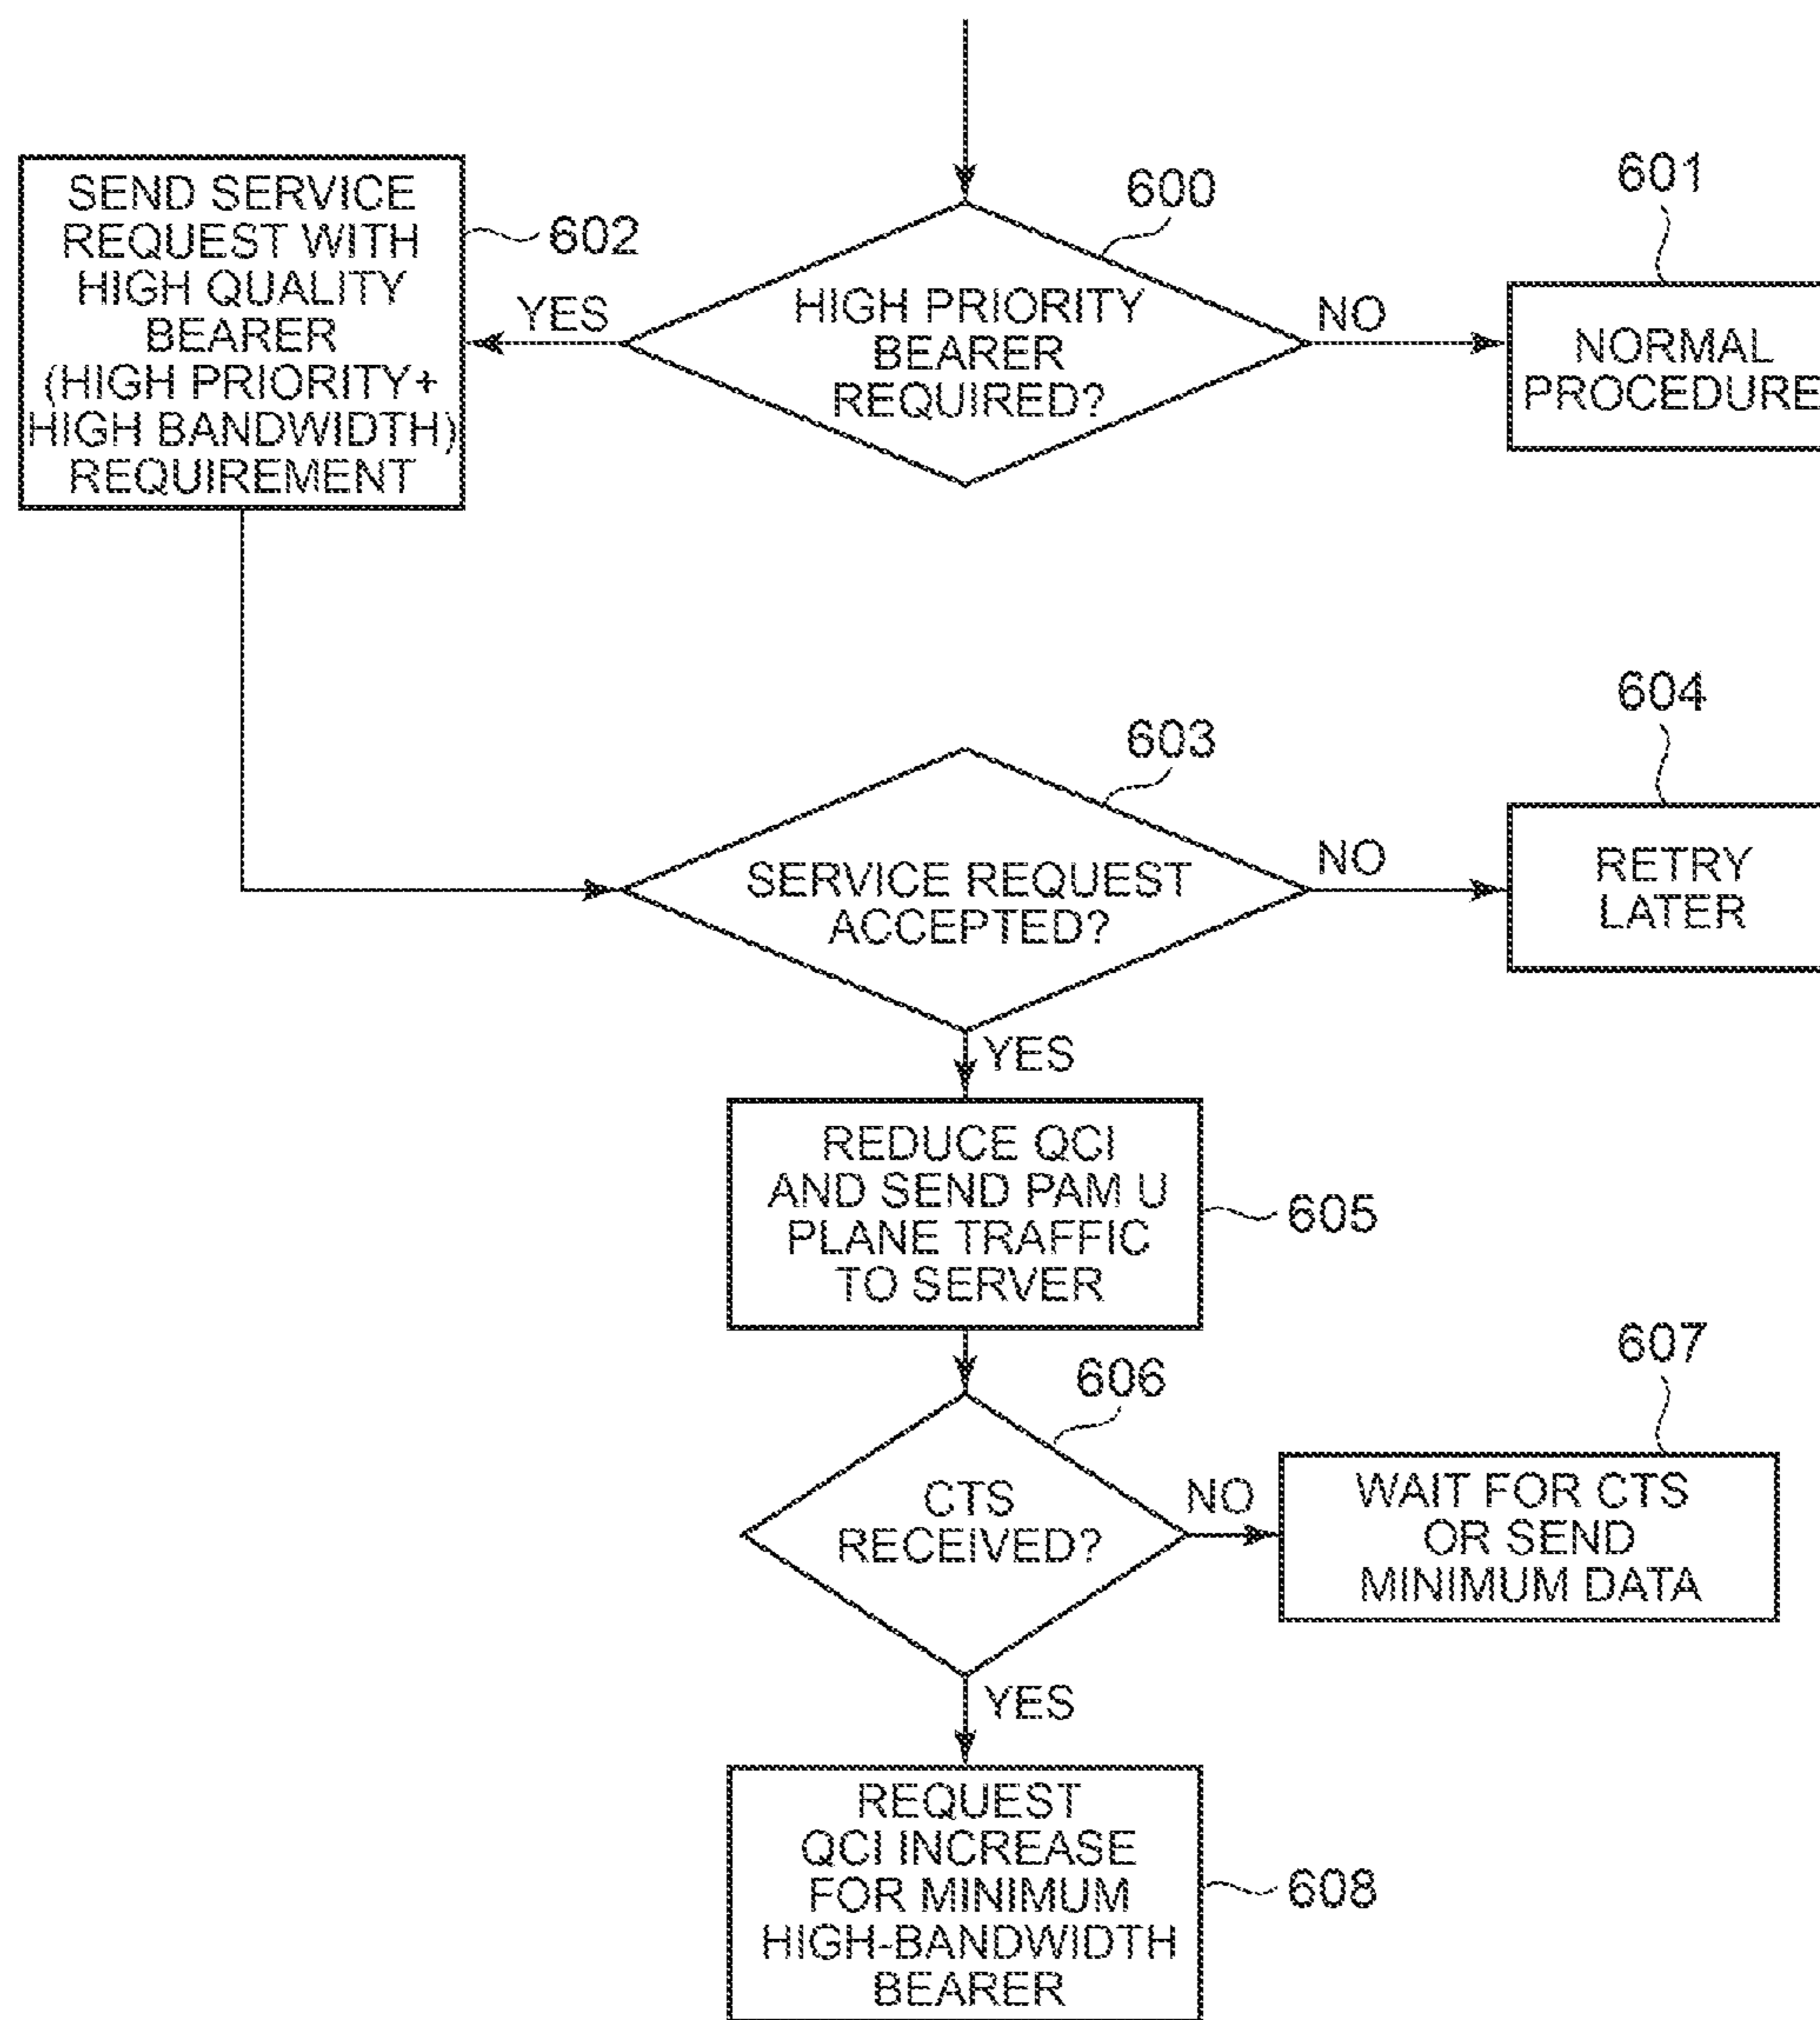 600
HIGH PRIORITY
BEARER
REQUIRED?
YES
NO
601
NORMAL
PROCEDURE
SEND SERVICE
REQUEST WITH
HIGH QUALITY
BEARER
(HIGH PRIORITY+
HIGH BANDWIDTH)
REQUIREMENT
602
603
SERVICE REQUEST
ACCEPTED?
NO
604
RETRY
LATER
YES
REDUCE QCI
AND SEND PAM U
PLANE TRAFFIC
TO SERVER
605
606
CTS
RECEIVED?
NO
607
WAIT FOR CTS
OR SEND
MINIMUM DATA
YES
REQUEST
QCI INCREASE
FOR MINIMUM
HIGH-BANDWIDTH
BEARER
608